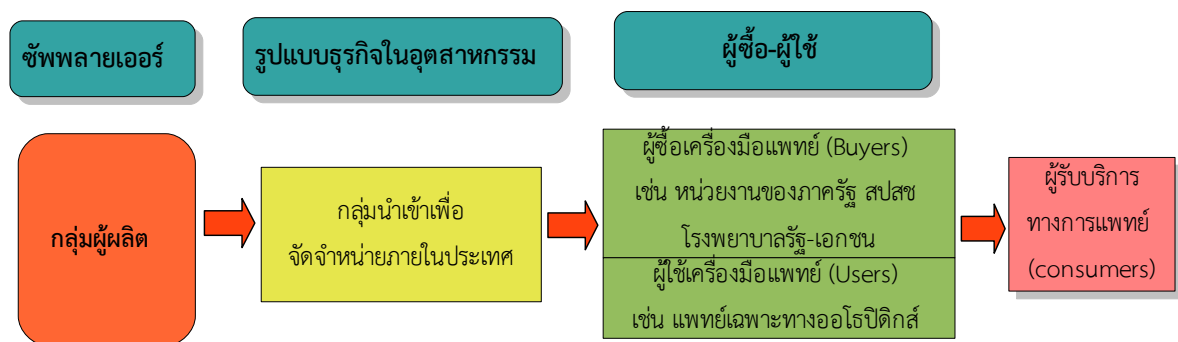 ซัพพลายเออร์
รูปแบบธุรกิจในอุตสาหกรรม
ผู้ซื้อ-ผู้ใช้
กลุ่มผู้ผลิต
กลุ่มนำเข้าเพื่อ
จัดจำหน่ายภายในประเทศ
ผู้ซื้อเครื่องมือแพทย์ (Buyers)
เช่น หน่วยงานของภาครัฐ สปสช
โรงพยาบาลรัฐ-เอกชน
ผู้ใช้เครื่องมือแพทย์ (Users)
เช่น แพทย์เฉพาะทางออโธปิดิกส์
ผู้รับบริการ
ทางการแพทย์
(consumers)